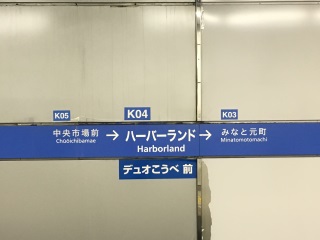 K05
K04
K03
中央市場前 → ハーバーランド → みなと元町
Chūōichibamae Harborland Minatomotomachi
デュオこうべ 前